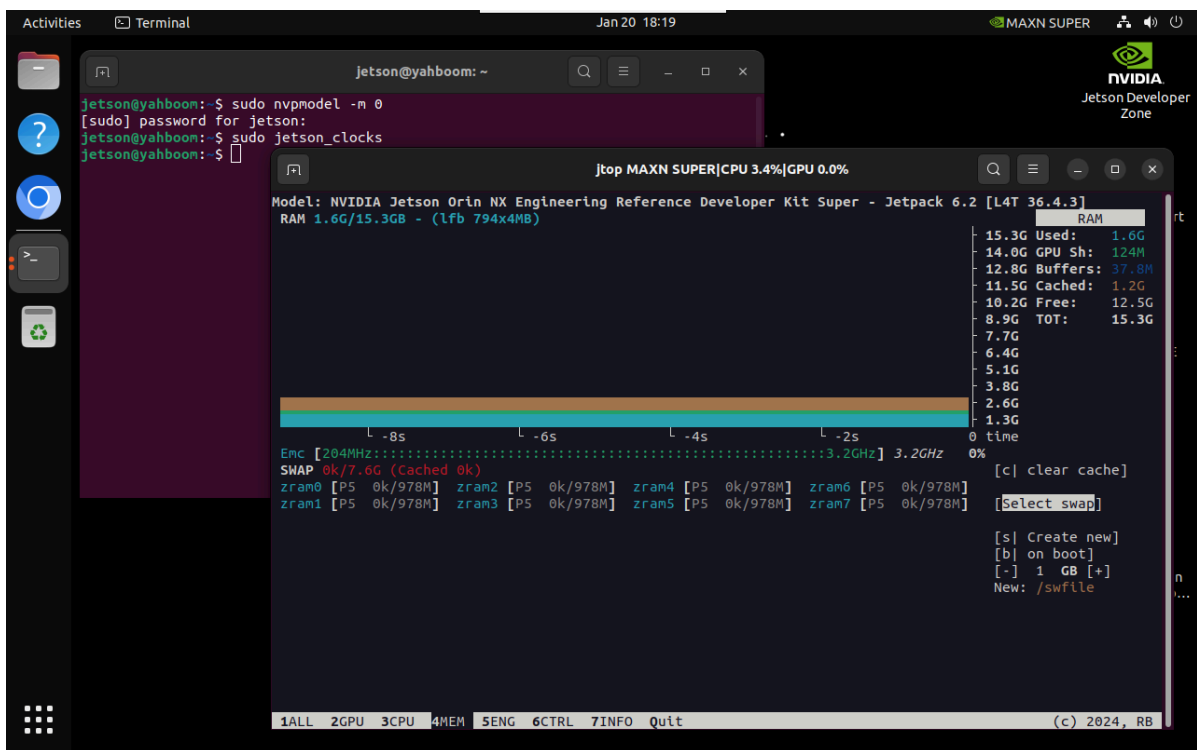 Activities Terminal Jan 20 18:19 MAXN SUPER
NVIDIA.
Jetson Developer
Zone
jetson@yahboom: ~
jetson@yahboom:~$ sudo nvpmodel -m 0
[sudo] password for jetson:
jetson@yahboom:~$ sudo jetson_clocks
jetson@yahboom:~$
jtop MAXN SUPER|CPU 3.4%|GPU 0.0%
Model: NVIDIA Jetson Orin NX Engineering Reference Developer Kit Super - Jetpack 6.2 [L4T 36.4.3]
RAM 1.6G/15.3GB - (lfb 794x4MB) RAM
15.3G Used: 1.6G
14.0G GPU Sh: 124M
12.8G Buffers: 37.8M
11.5G Cached: 1.2G
10.2G Free: 12.5G
8.9G TOT: 15.3G
7.7G
6.4G
5.1G
3.8G
2.6G
1.3G
-8s -6s -4s -2s 0 time
Emc [204MHz::::::::::::::::::::::::::::::::::::::::::::::::::::::3.2GHz] 3.2GHz 0%
SWAP 0k/7.6G (Cached 0k) [c| clear cache]
zram0 [P5 0k/978M] zram2 [P5 0k/978M] zram4 [P5 0k/978M] zram6 [P5 0k/978M]
zram1 [P5 0k/978M] zram3 [P5 0k/978M] zram5 [P5 0k/978M] zram7 [P5 0k/978M] [Select swap]
[s| Create new]
[b| on boot]
[-] 1 GB [+]
New: /swfile
1ALL 2GPU 3CPU 4MEM 5ENG 6CTRL 7INFO Quit (c) 2024, RB